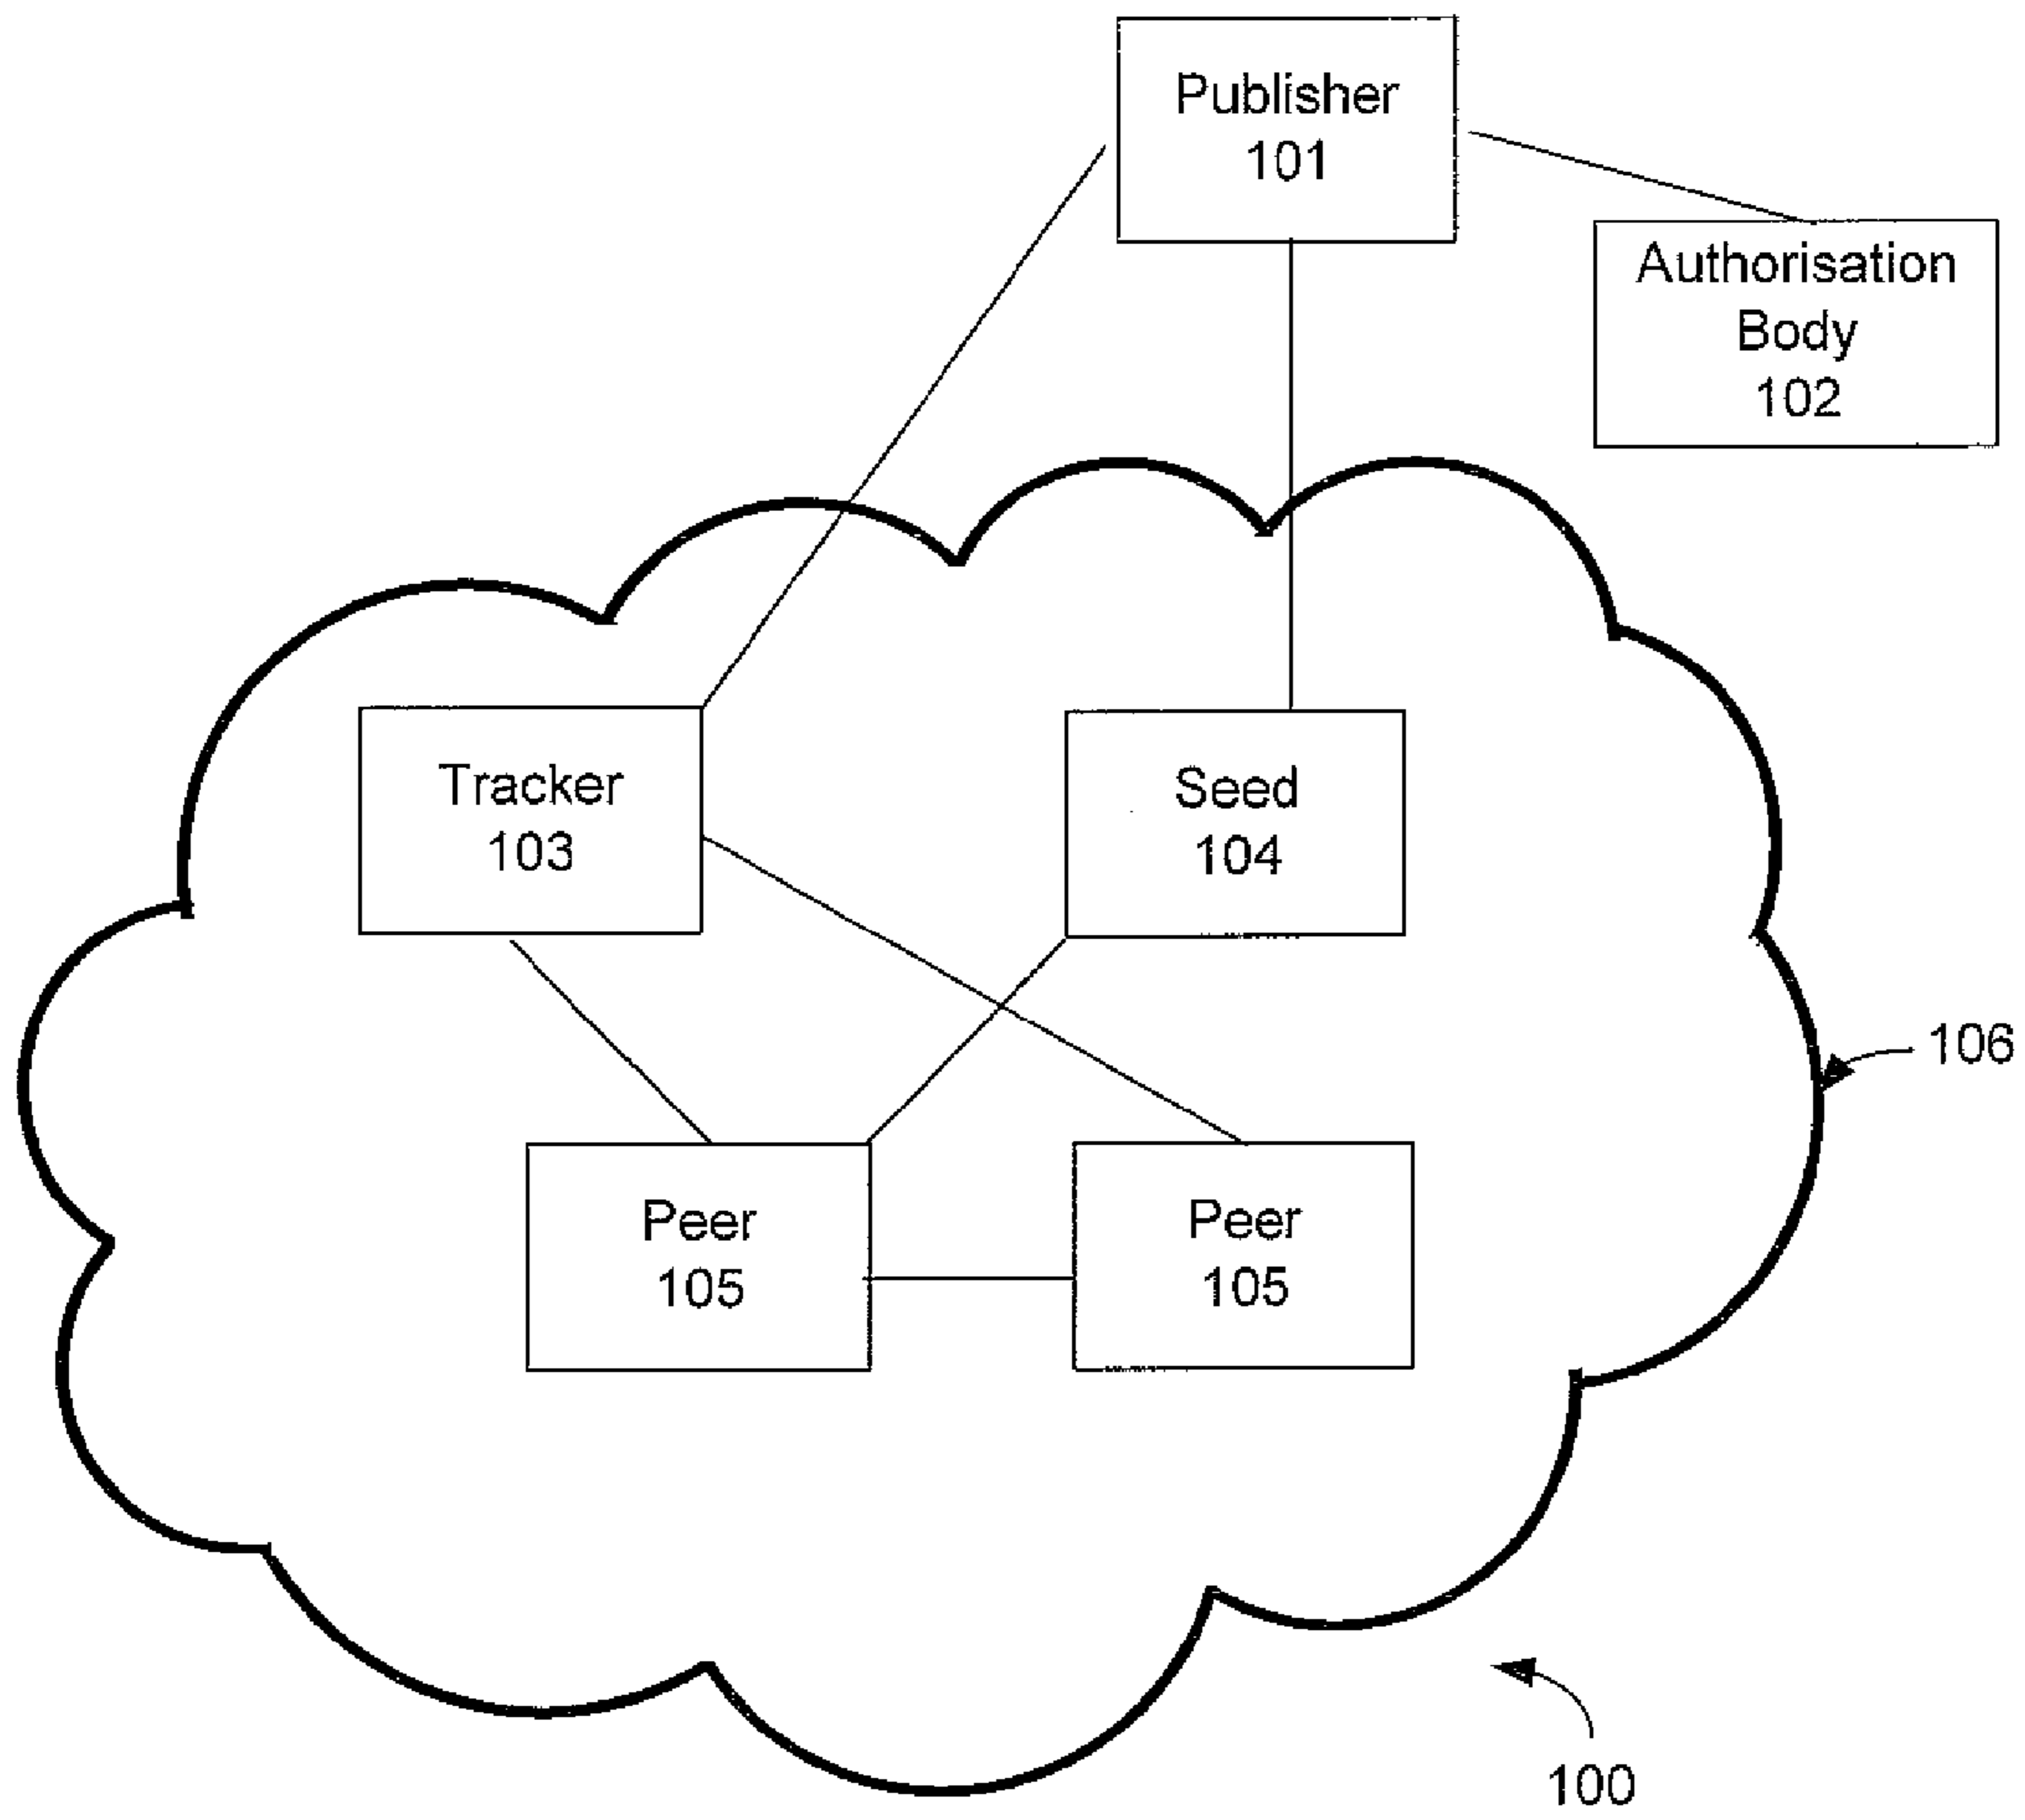 Publisher
101
Authorisation
Body
102
Tracker
103
Seed
104
106
Peer
105
Peer
105
100